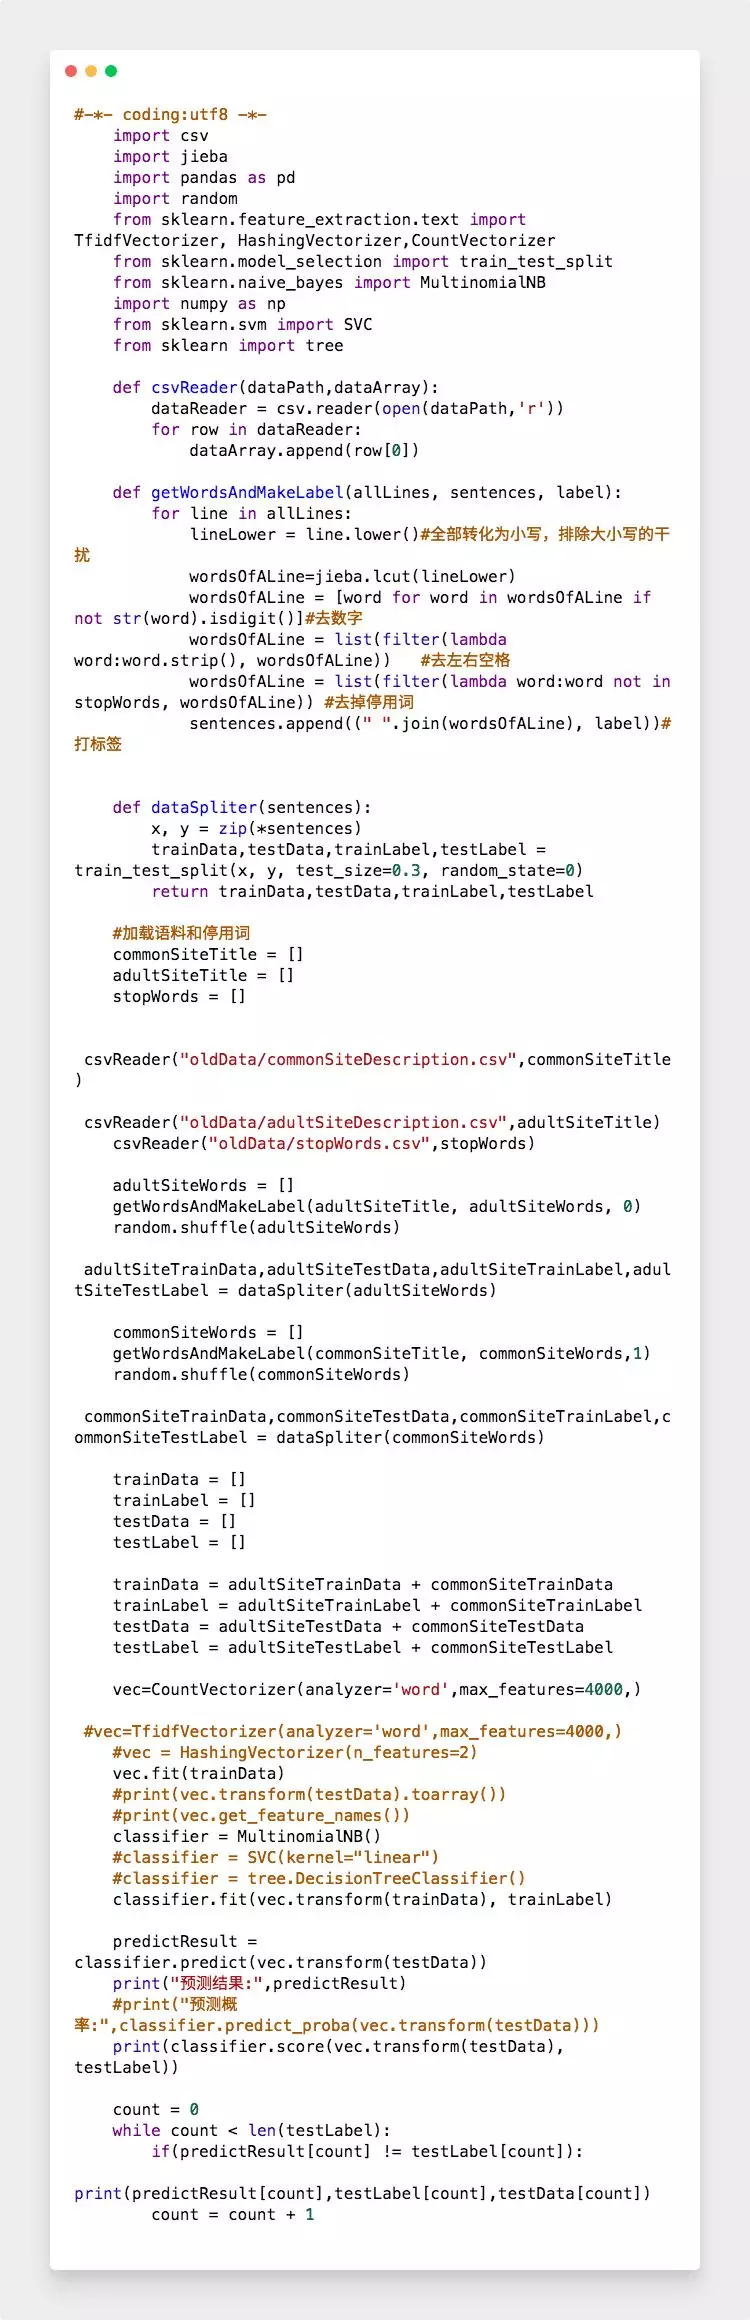 #-*- coding:utf8 -*-
import csv
import jieba
import pandas as pd
import random
from sklearn.feature_extraction.text import
TfidfVectorizer, HashingVectorizer,CountVectorizer
from sklearn.model_selection import train_test_split
from sklearn.naive_bayes import MultinomialNB
import numpy as np
from sklearn.svm import SVC
from sklearn import tree
def csvReader(dataPath,dataArray):
dataReader = csv.reader(open(dataPath,'r'))
for row in dataReader:
dataArray.append(row[0])
def getWordsAndMakeLabel(allLines, sentences, label):
for line in allLines:
lineLower = line.lower()#全部转化为小写，排除大小写的干
扰
wordsOfALine=jieba.lcut(lineLower)
wordsOfALine = [word for word in wordsOfALine if
not str(word).isdigit()]#去数字
wordsOfALine = list(filter(lambda
word:word.strip(), wordsOfALine))   #去左右空格
wordsOfALine = list(filter(lambda word:word not in
stopWords, wordsOfALine)) #去掉停用词
sentences.append((" ".join(wordsOfALine), label))#
打标签
def dataSpliter(sentences):
x, y = zip(*sentences)
trainData,testData,trainLabel,testLabel =
train_test_split(x, y, test_size=0.3, random_state=0)
return trainData,testData,trainLabel,testLabel
#加载语料和停用词
commonSiteTitle = []
adultSiteTitle = []
stopWords = []
csvReader("oldData/commonSiteDescription.csv",commonSiteTitle
)
csvReader("oldData/adultSiteDescription.csv",adultSiteTitle)
csvReader("oldData/stopWords.csv",stopWords)
adultSiteWords = []
getWordsAndMakeLabel(adultSiteTitle, adultSiteWords, 0)
random.shuffle(adultSiteWords)
adultSiteTrainData,adultSiteTestData,adultSiteTrainLabel,adul
tSiteTestLabel = dataSpliter(adultSiteWords)
commonSiteWords = []
getWordsAndMakeLabel(commonSiteTitle, commonSiteWords,1)
random.shuffle(commonSiteWords)
commonSiteTrainData,commonSiteTestData,commonSiteTrainLabel,c
ommonSiteTestLabel = dataSpliter(commonSiteWords)
trainData = []
trainLabel = []
testData = []
testLabel = []
trainData = adultSiteTrainData + commonSiteTrainData
trainLabel = adultSiteTrainLabel + commonSiteTrainLabel
testData = adultSiteTestData + commonSiteTestData
testLabel = adultSiteTestLabel + commonSiteTestLabel
vec=CountVectorizer(analyzer='word',max_features=4000,)
#vec=TfidfVectorizer(analyzer='word',max_features=4000,)
#vec = HashingVectorizer(n_features=2)
vec.fit(trainData)
#print(vec.transform(testData).toarray())
#print(vec.get_feature_names())
classifier = MultinomialNB()
#classifier = SVC(kernel="linear")
#classifier = tree.DecisionTreeClassifier()
classifier.fit(vec.transform(trainData), trainLabel)
predictResult =
classifier.predict(vec.transform(testData))
print("预测结果:",predictResult)
#print("预测概
率:",classifier.predict_proba(vec.transform(testData)))
print(classifier.score(vec.transform(testData),
testLabel))
count = 0
while count < len(testLabel):
if(predictResult[count] != testLabel[count]):
print(predictResult[count],testLabel[count],testData[count])
count = count + 1